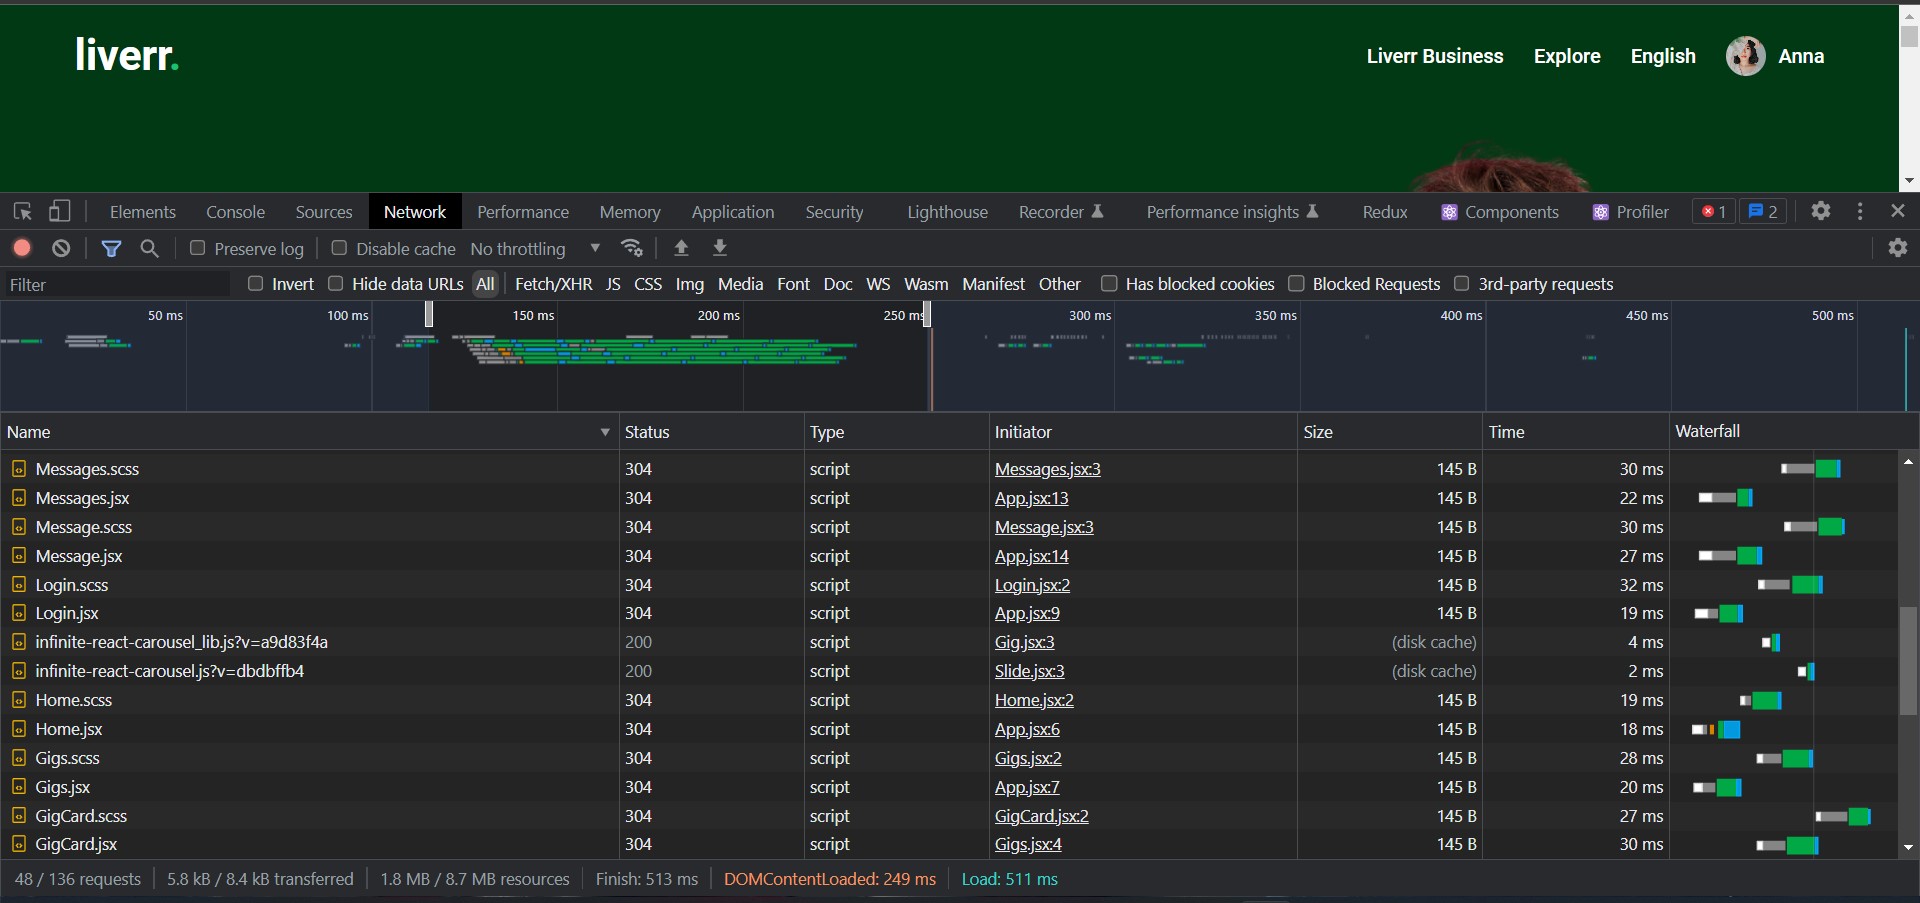 liverr.
Liverr Business Explore English Anna
Elements Console Sources Network Performance Memory Application Security Lighthouse Recorder Performance insights Redux Components Profiler 1 2
Preserve log Disable cache No throttling
Filter Invert Hide data URLs All Fetch/XHR JS CSS Img Media Font Doc WS Wasm Manifest Other Has blocked cookies Blocked Requests 3rd-party requests
50 ms 100 ms 150 ms 200 ms 250 ms 300 ms 350 ms 400 ms 450 ms 500 ms
Name Status Type Initiator Size Time Waterfall
Messages.scss 304 script Messages.jsx:3 145 B 30 ms
Messages.jsx 304 script App.jsx:13 145 B 22 ms
Message.scss 304 script Message.jsx:3 145 B 30 ms
Message.jsx 304 script App.jsx:14 145 B 27 ms
Login.scss 304 script Login.jsx:2 145 B 32 ms
Login.jsx 304 script App.jsx:9 145 B 19 ms
infinite-react-carousel_lib.js?v=a9d83f4a 200 script Gig.jsx:3 (disk cache) 4 ms
infinite-react-carousel.js?v=dbdbffb4 200 script Slide.jsx:3 (disk cache) 2 ms
Home.scss 304 script Home.jsx:2 145 B 19 ms
Home.jsx 304 script App.jsx:6 145 B 18 ms
Gigs.scss 304 script Gigs.jsx:2 145 B 28 ms
Gigs.jsx 304 script App.jsx:7 145 B 20 ms
GigCard.scss 304 script GigCard.jsx:2 145 B 27 ms
GigCard.jsx 304 script Gigs.jsx:4 145 B 30 ms
48 / 136 requests 5.8 kB / 8.4 kB transferred 1.8 MB / 8.7 MB resources Finish: 513 ms DOMContentLoaded: 249 ms Load: 511 ms